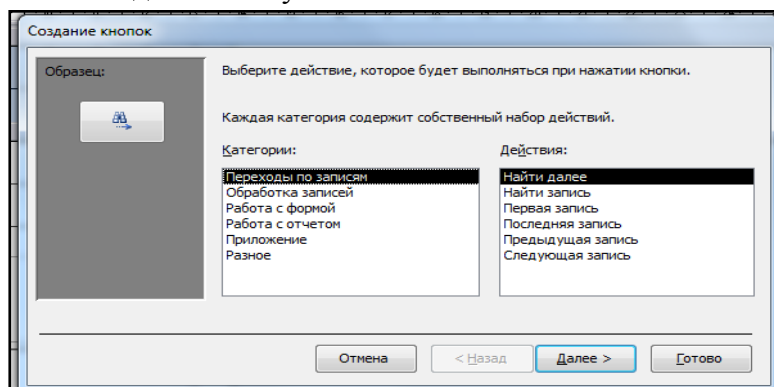 Создание кнопок
Образец:
Выберите действие, которое будет выполняться при нажатии кнопки.
Каждая категория содержит собственный набор действий.
Категории:
Действия:
Переходы по записям
Обработка записей
Работа с формой
Работа с отчетом
Приложение
Разное
Найти далее
Найти запись
Первая запись
Последняя запись
Предыдущая запись
Следующая запись
Отмена
< Назад
Далее >
Готово